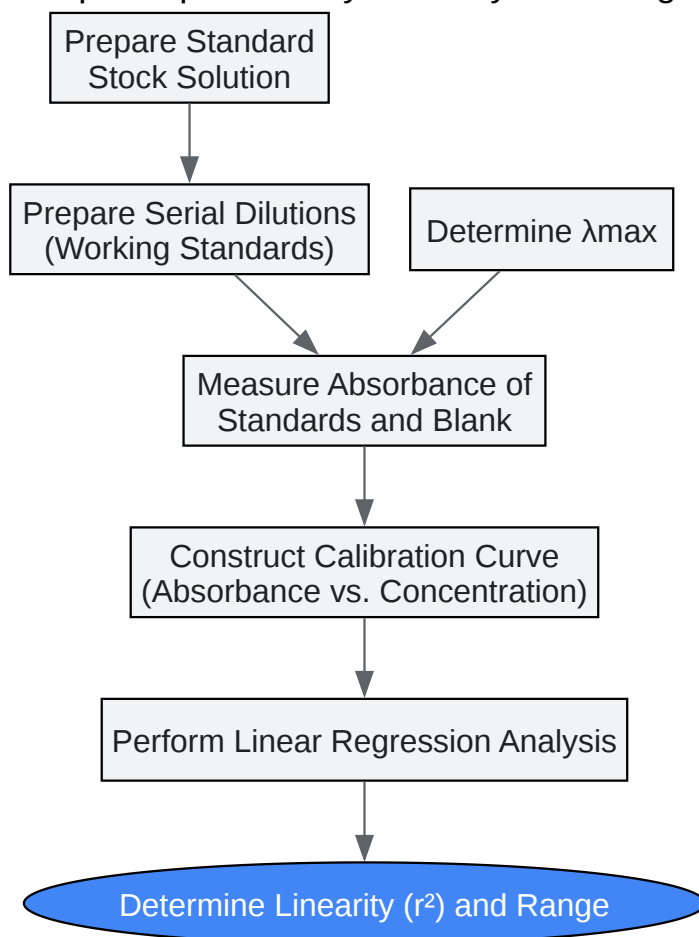 Prepare Standard
Stock Solution
Prepare Serial Dilutions
(Working Standards)
Determine λmax
Measure Absorbance of
Standards and Blank
Construct Calibration Curve
(Absorbance vs. Concentration)
Perform Linear Regression Analysis
Determine Linearity (r²) and Range